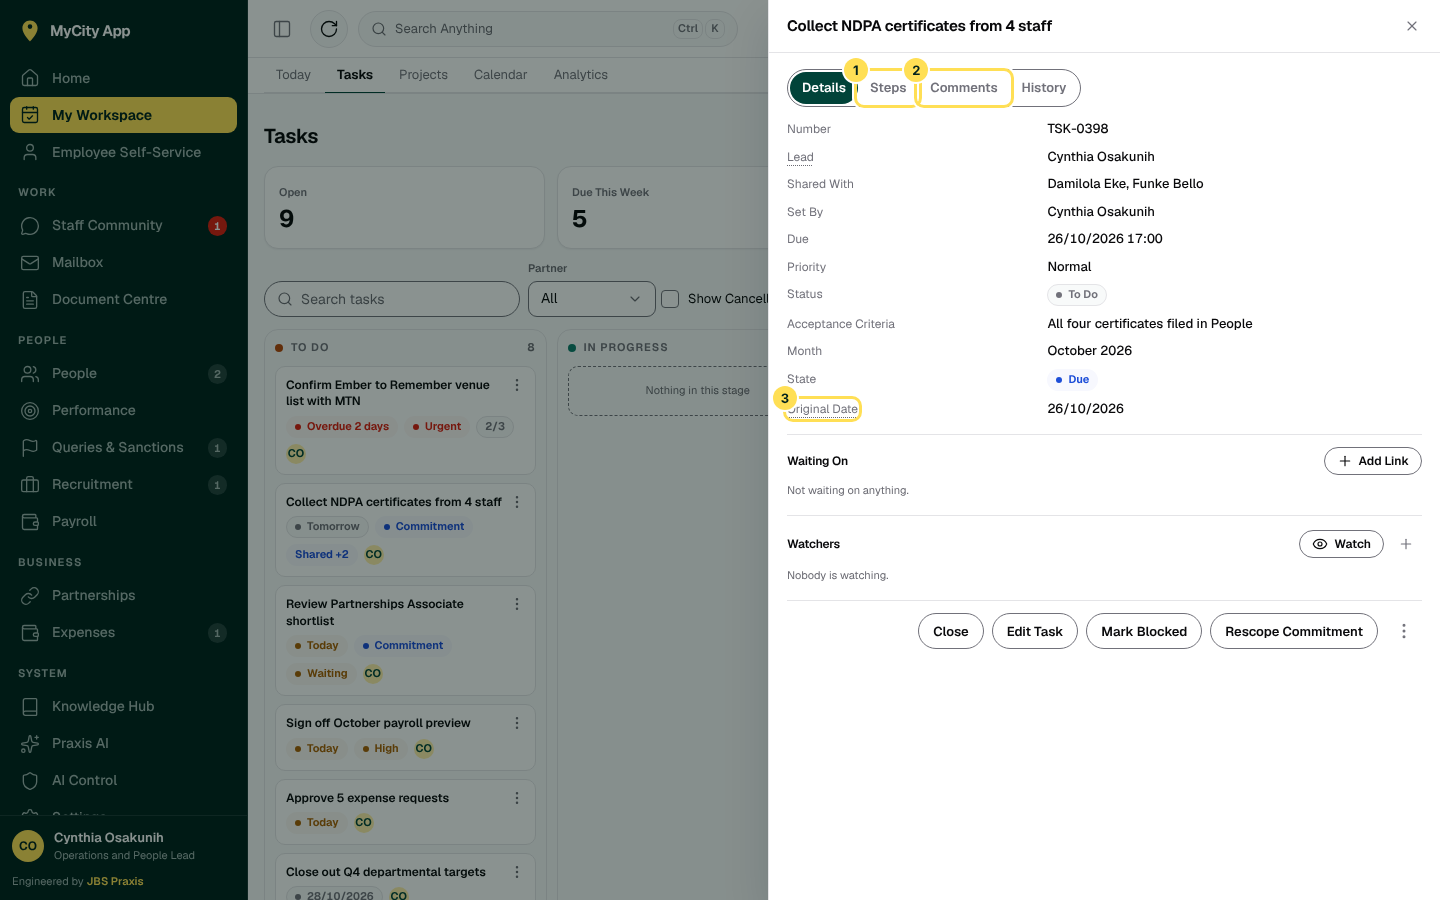 MyCity App
Home
My Workspace
Employee Self-Service
WORK
Staff Community 1
Mailbox
Document Centre
PEOPLE
People 2
Performance
Queries & Sanctions 1
Recruitment 1
Payroll
BUSINESS
Partnerships
Expenses 1
SYSTEM
Knowledge Hub
Praxis AI
AI Control
Cynthia Osakunih
CO
Operations and People Lead
Engineered by JBS Praxis
Search Anything Ctrl K
Today Tasks Projects Calendar Analytics
Tasks
Open
9
Due This Week
5
Partner
Search tasks All Show Cancell
TO DO 8
Confirm Ember to Remember venue
list with MTN
Overdue 2 days Urgent 2/3
CO
Collect NDPA certificates from 4 staff
Tomorrow Commitment
Shared +2 CO
Review Partnerships Associate
shortlist
Today Commitment
Waiting CO
Sign off October payroll preview
Today High CO
Approve 5 expense requests
Today CO
Close out Q4 departmental targets
28/10/2026 CO
IN PROGRESS
Nothing in this stage
Collect NDPA certificates from 4 staff
1 2
Details Steps Comments History
Number TSK-0398
Lead Cynthia Osakunih
Shared With Damilola Eke, Funke Bello
Set By Cynthia Osakunih
Due 26/10/2026 17:00
Priority Normal
Status To Do
Acceptance Criteria All four certificates filed in People
Month October 2026
State Due
3
Original Date 26/10/2026
Waiting On Add Link
Not waiting on anything.
Watchers Watch
Nobody is watching.
Close Edit Task Mark Blocked Rescope Commitment